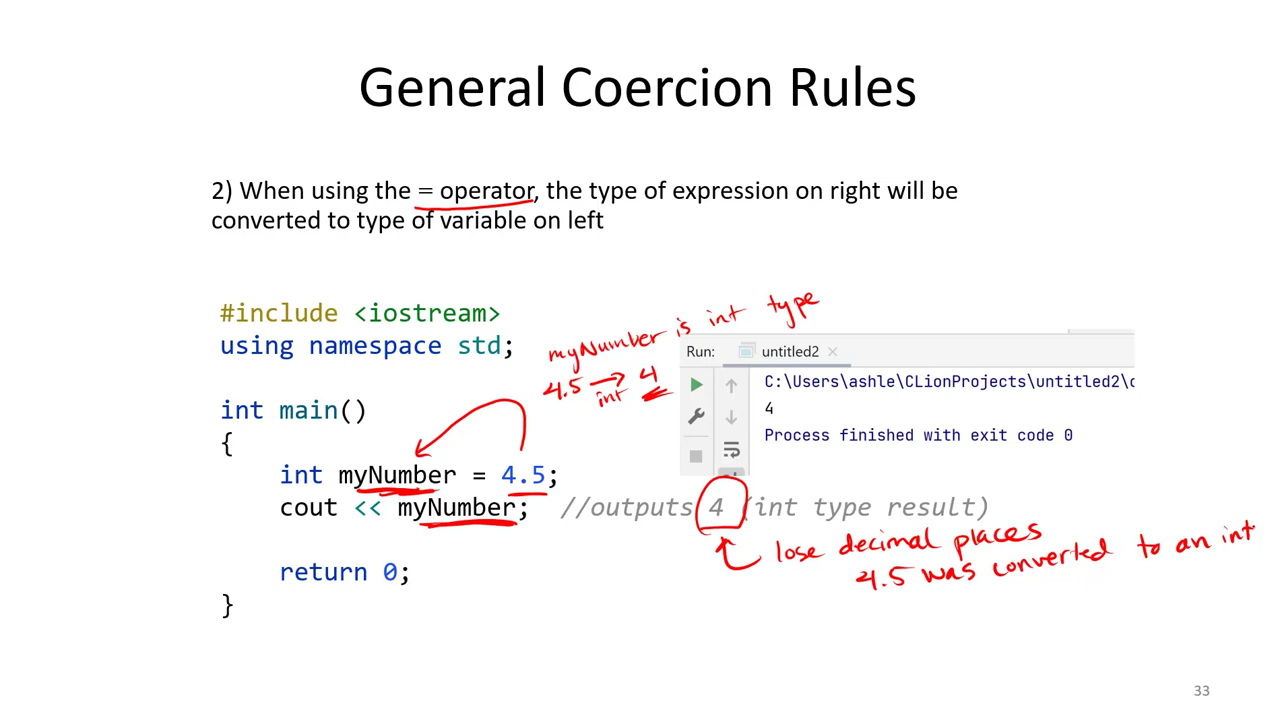 General Coercion Rules
2) When using the = operator, the type of expression on right will be
converted to type of variable on left
#include <iostream>
using namespace std;
int main()
{
int myNumber = 4.5;
cout << myNumber; //outputs 4 (int type result)
return 0;
}
myNumber is int type
4.5 → 4
int
Run: untitled2
C:\Users\ashle\CLionProjects\untitled2\c
4
Process finished with exit code 0
lose decimal places
4.5 was converted to an int
33